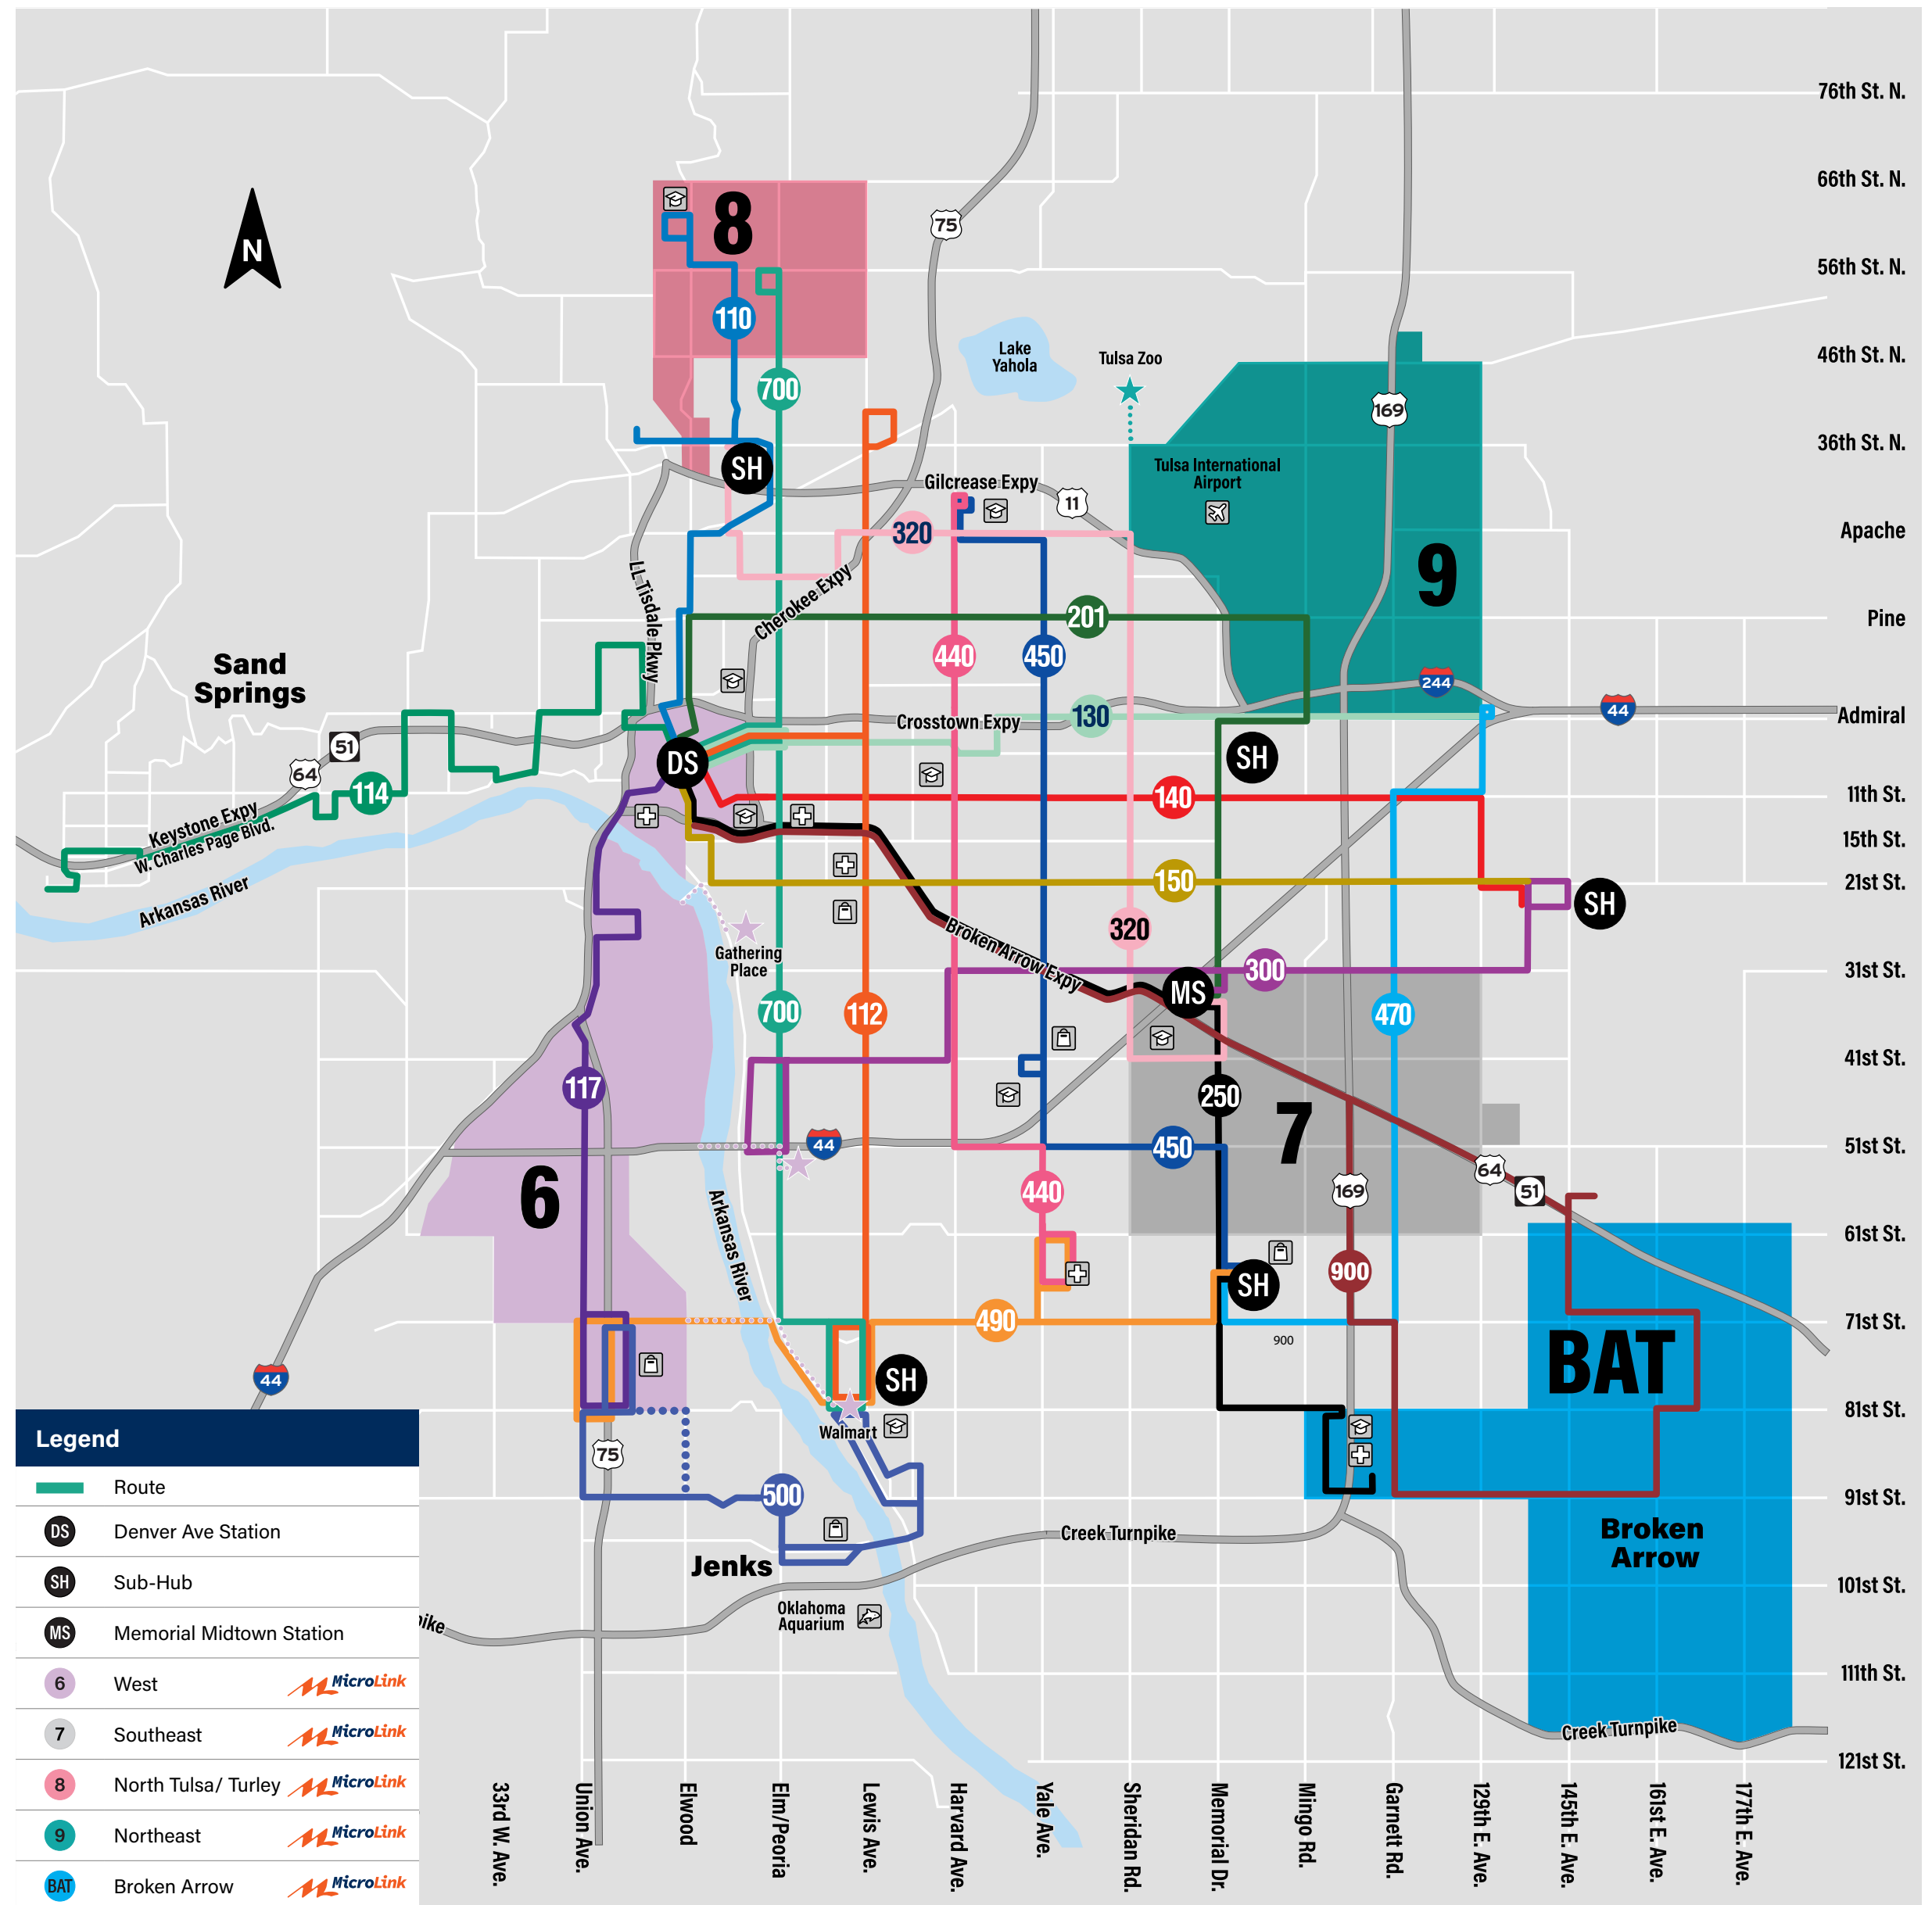 76th St. N.
66th St. N.
8
N
75
56th St. N.
110
Lake
Yahola
46th St. N.
Tulsa Zoo
700
169
36th St. N.
SH
Tulsa International
Airport
Gilcrease Expy
11
320
Apache
9
LL Tisdale Pkwy
Cherokee Expy
201
Pine
440
450
Sand
Springs
244
44
130
Crosstown Expy
Admiral
51
DS
SH
64
114
140
11th St.
Keystone Expy
W. Charles Page Blvd.
15th St.
150
21st St.
Arkansas River
SH
320
Broken Arrow Expy
Gathering
Place
300
31st St.
MS
700
112
470
41st St.
117
250
7
44
450
51st St.
6
64
51
440
169
Arkansas River
61st St.
900
SH
490
71st St.
900
BAT
44
SH
81st St.
Walmart
75
500
91st St.
Broken
Arrow
Creek Turnpike
Jenks
101st St.
Oklahoma
Aquarium
pike
111th St.
Creek Turnpike
121st St.
Legend
Route
DS Denver Ave Station
SH Sub-Hub
MS Memorial Midtown Station
6 West MicroLink
7 Southeast MicroLink
8 North Tulsa/ Turley MicroLink
9 Northeast MicroLink
BAT Broken Arrow MicroLink
33rd W. Ave.
Union Ave.
Elwood
Elm/Peoria
Lewis Ave.
Harvard Ave.
Yale Ave.
Sheridan Rd.
Memorial Dr.
Mingo Rd.
Garnett Rd.
129th E. Ave.
145th E. Ave.
161st E. Ave.
177th E. Ave.